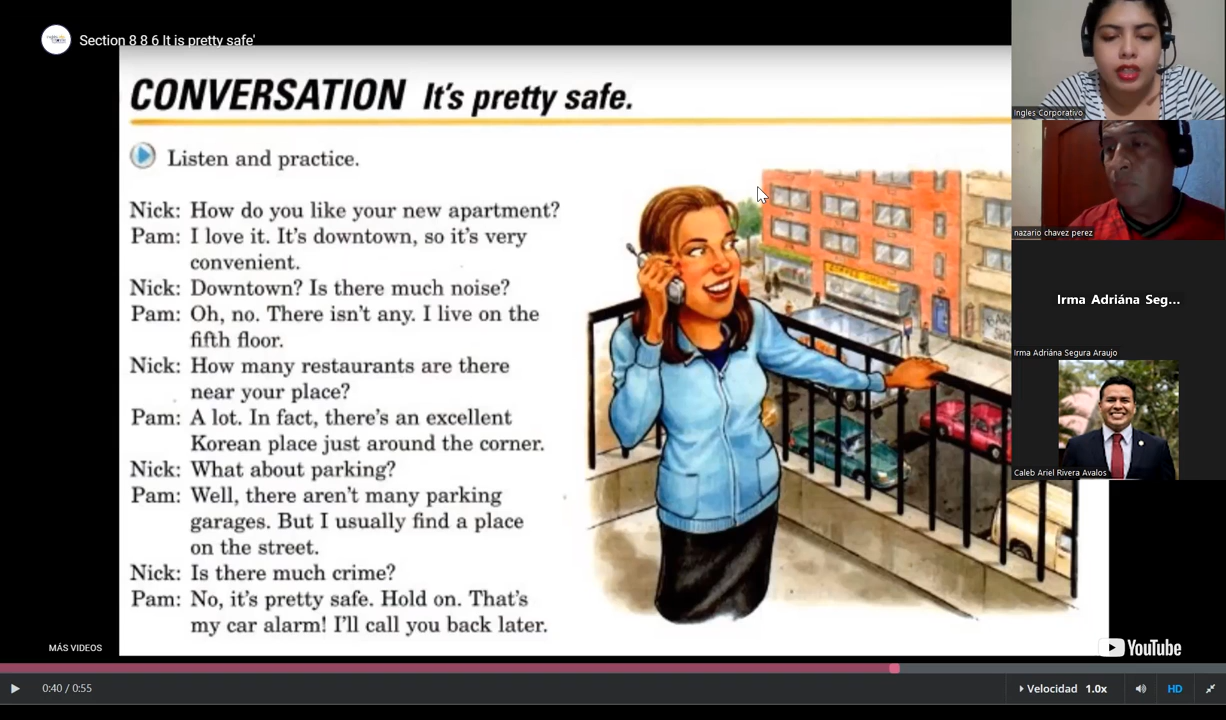 Section 8 8 6 It is pretty safe'
CONVERSATION It's pretty safe.
Listen and practice.
Nick: How do you like your new apartment?
Pam: I love it. It's downtown, so it's very
convenient.
Nick: Downtown? Is there much noise?
Pam: Oh, no. There isn't any. I live on the
fifth floor.
Nick: How many restaurants are there
near your place?
Pam: A lot. In fact, there's an excellent
Korean place just around the corner.
Nick: What about parking?
Pam: Well, there aren't many parking
garages. But I usually find a place
on the street.
Nick: Is there much crime?
Pam: No, it's pretty safe. Hold on. That's
my car alarm! I'll call you back later.
Ingles Corporativo
nazario chavez perez
Irma Adriána Seg...
Irma Adriána Segura Araujo
Caleb Ariel Rivera Avalos
MÁS VIDEOS
YouTube
0:40 / 0:55
Velocidad 1.0x
HD